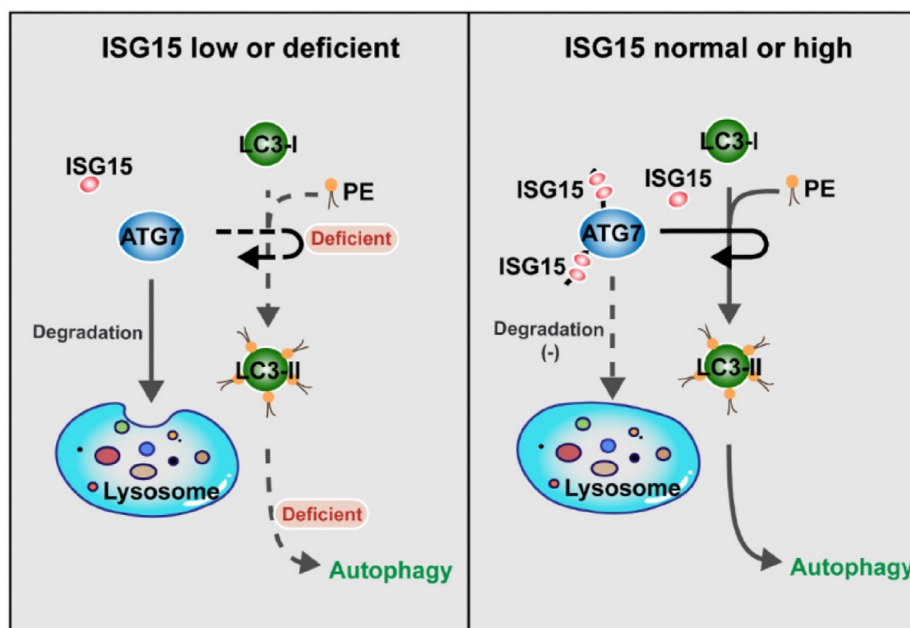 ISG15 low or deficient
LC3-I
ISG15
PE
ATG7
Deficient
Degradation
LC3-II
Lysosome
Deficient
Autophagy
ISG15 normal or high
LC3-I
ISG15
ISG15
PE
ATG7
ISG15
Degradation
(-)
LC3-II
Lysosome
Autophagy